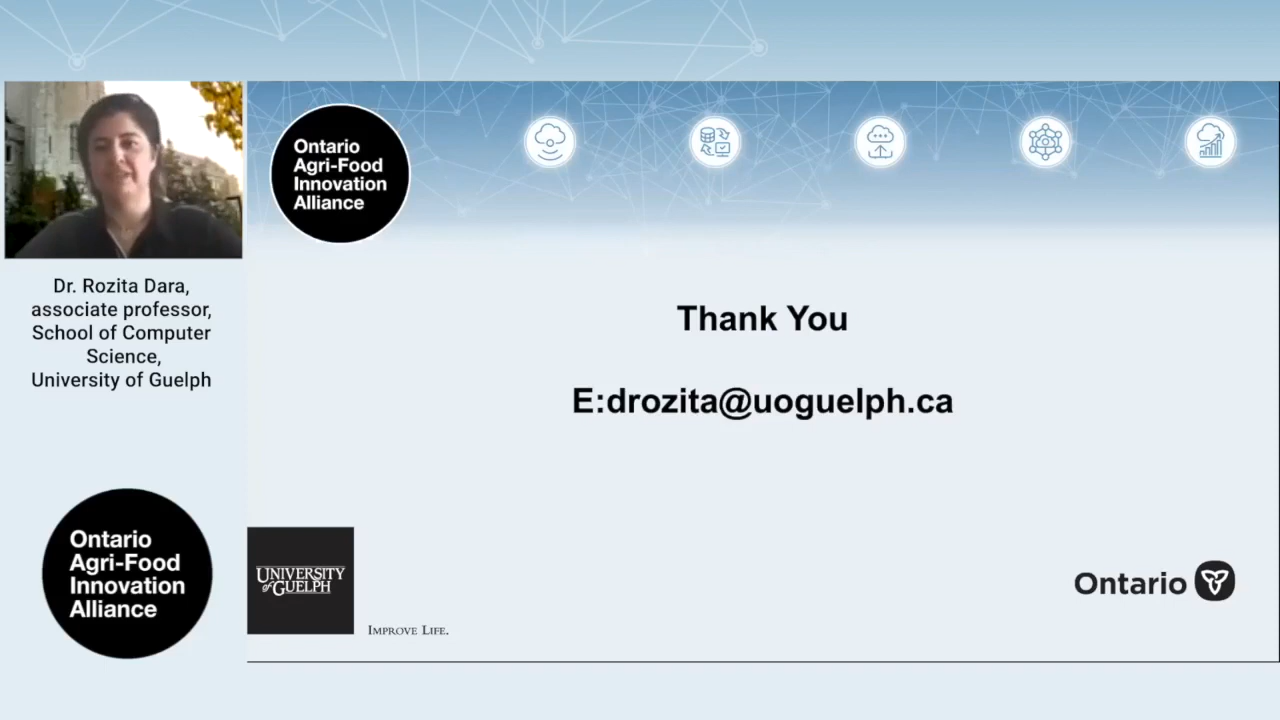 Ontario
Agri-Food
Innovation
Alliance
Dr. Rozita Dara,
associate professor,
School of Computer
Science,
University of Guelph
Thank You
E:drozita@uoguelph.ca
Ontario
Agri-Food
Innovation
Alliance
UNIVERSITY
of GUELPH
IMPROVE LIFE.
Ontario